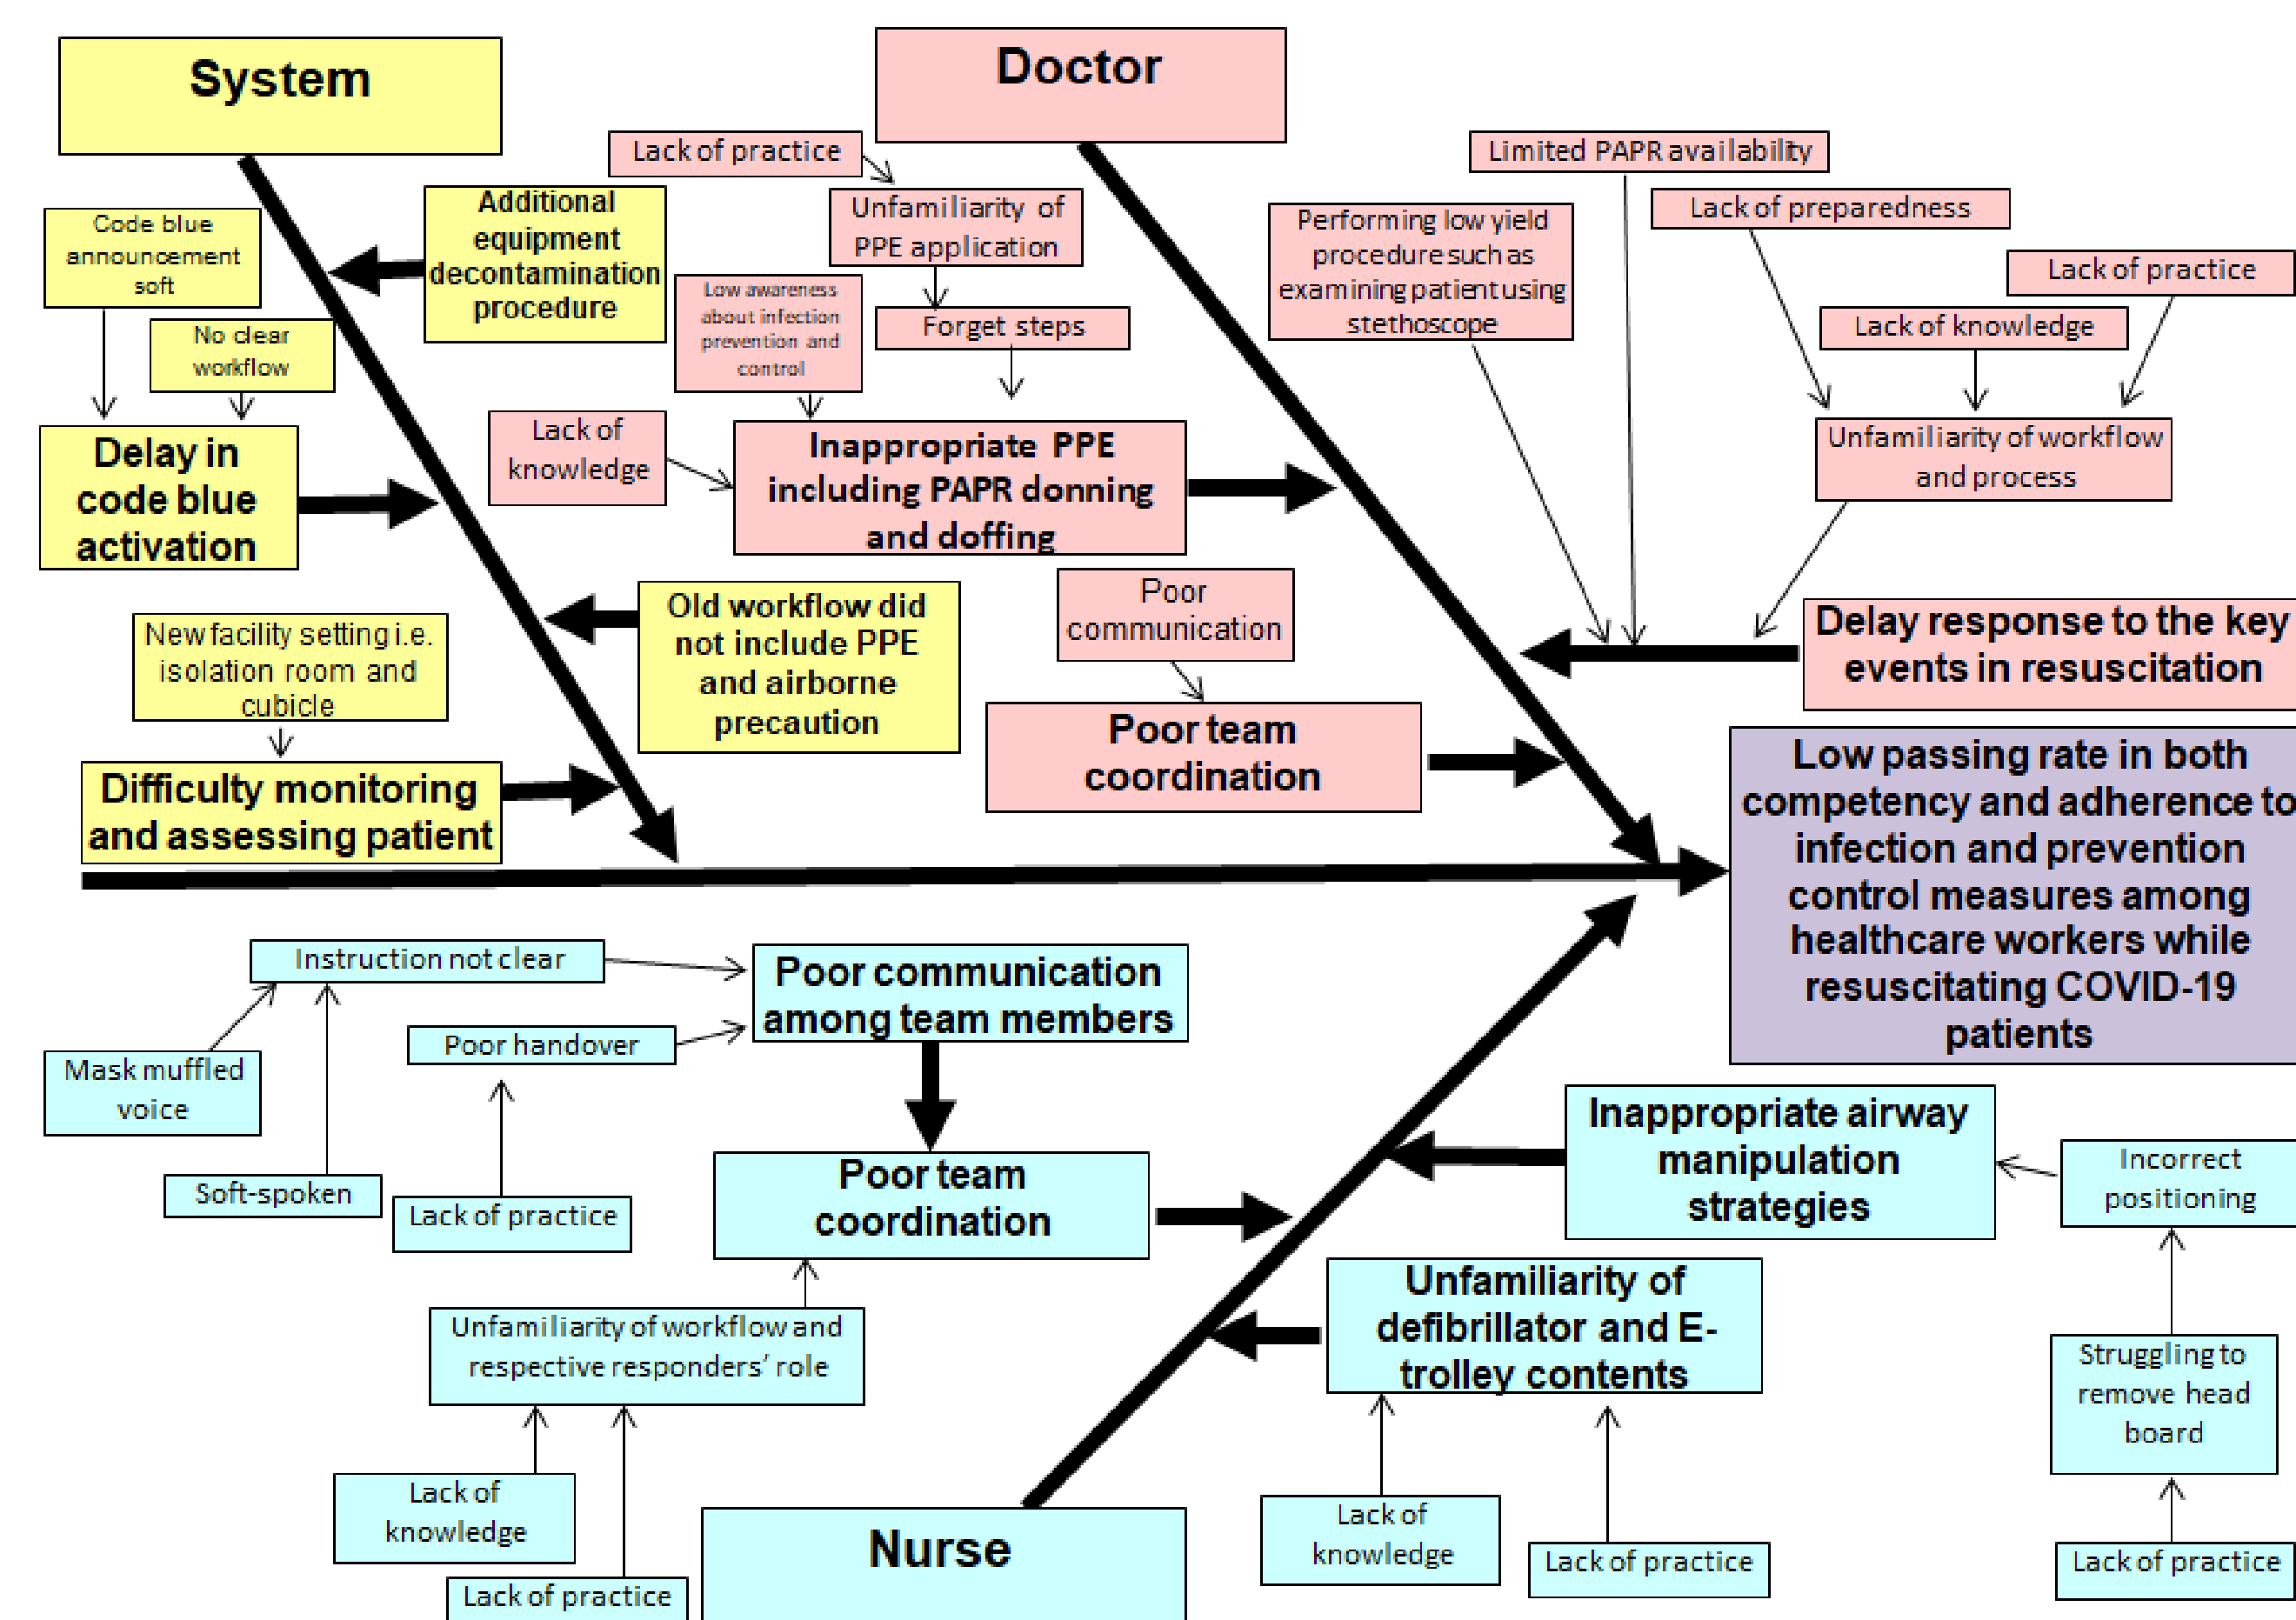 System
Doctor
Lack of practice
Limited PAPR availability
Additional
equipment
decontamination
procedure
Unfamiliarity of
PPE application
Performing low yield
procedure such as
examining patient using
stethoscope
Lack of preparedness
Code blue
announcement
soft
Lack of practice
Low awareness
about infection
prevention and
control
Forget steps
Lack of knowledge
No clear
workflow
Lack of
knowledge
Inappropriate PPE
including PAPR donning
and doffing
Unfamiliarity of workflow
and process
Delay in
code blue
activation
Poor
communication
Old workflow did
not include PPE
and airborne
precaution
Delay response to the key
events in resuscitation
New facility setting i.e.
isolation room and
cubicle
Poor team
coordination
Difficulty monitoring
and assessing patient
Low passing rate in both
competency and adherence to
infection and prevention
control measures among
healthcare workers while
resuscitating COVID-19
patients
Instruction not clear
Poor communication
among team members
Poor handover
Mask muffled
voice
Inappropriate airway
manipulation
strategies
Incorrect
positioning
Soft-spoken
Lack of practice
Poor team
coordination
Unfamiliarity of
defibrillator and E-
trolley contents
Unfamiliarity of workflow and
respective responders’ role
Struggling to
remove head
board
Lack of
knowledge
Lack of practice
Nurse
Lack of
knowledge
Lack of practice
Lack of practice